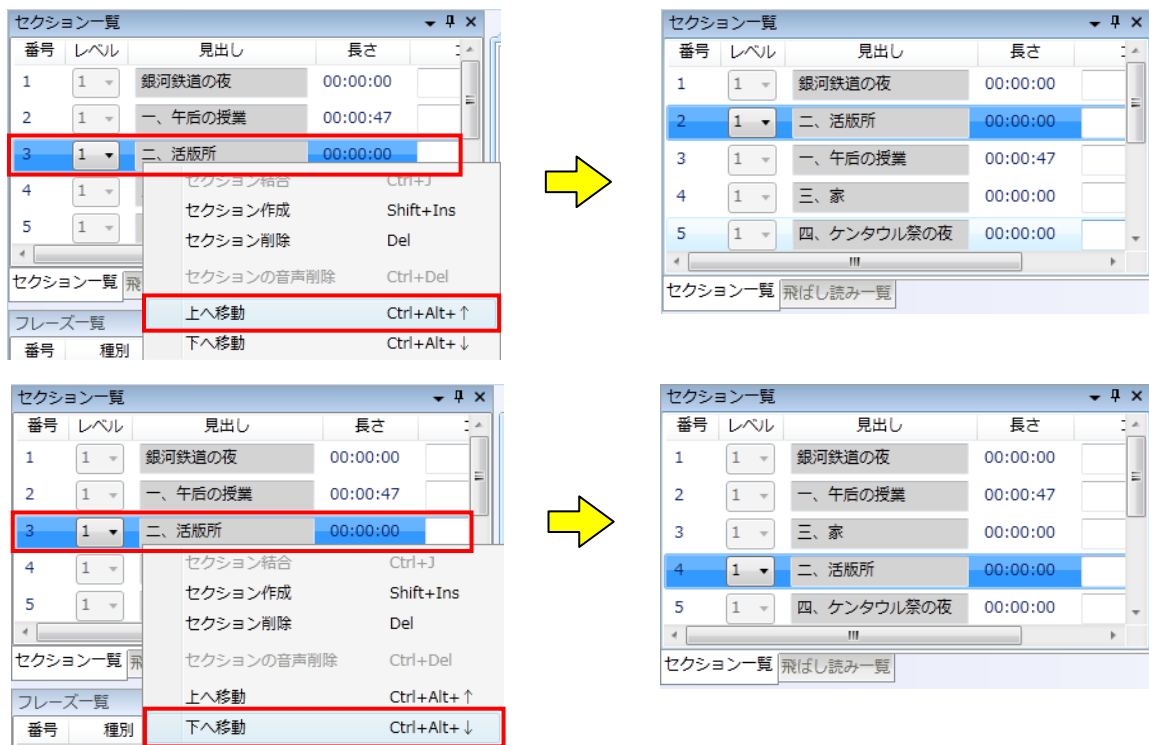 セクション一覧
番号 レベル 見出し 長さ
1 1 銀河鉄道の夜 00:00:00
2 1 一、午后の授業 00:00:47
3 1 二、活版所 00:00:00
4 1
5 1
セクション結合 Ctrl+J
セクション作成 Shift+Ins
セクション削除 Del
セクションの音声削除 Ctrl+Del
上へ移動 Ctrl+Alt+↑
下へ移動 Ctrl+Alt+↓
セクション一覧 飛
フレーズ一覧
番号 種別
セクション一覧
番号 レベル 見出し 長さ
1 1 銀河鉄道の夜 00:00:00
2 1 二、活版所 00:00:00
3 1 一、午后の授業 00:00:47
4 1 三、家 00:00:00
5 1 四、ケンタウル祭の夜 00:00:00
セクション一覧 飛ばし読み一覧
セクション一覧
番号 レベル 見出し 長さ
1 1 銀河鉄道の夜 00:00:00
2 1 一、午后の授業 00:00:47
3 1 二、活版所 00:00:00
4 1
5 1
セクション結合 Ctrl+J
セクション作成 Shift+Ins
セクション削除 Del
セクションの音声削除 Ctrl+Del
上へ移動 Ctrl+Alt+↑
下へ移動 Ctrl+Alt+↓
セクション一覧 飛
フレーズ一覧
番号 種別
セクション一覧
番号 レベル 見出し 長さ
1 1 銀河鉄道の夜 00:00:00
2 1 一、午后の授業 00:00:47
3 1 三、家 00:00:00
4 1 二、活版所 00:00:00
5 1 四、ケンタウル祭の夜 00:00:00
セクション一覧 飛ばし読み一覧